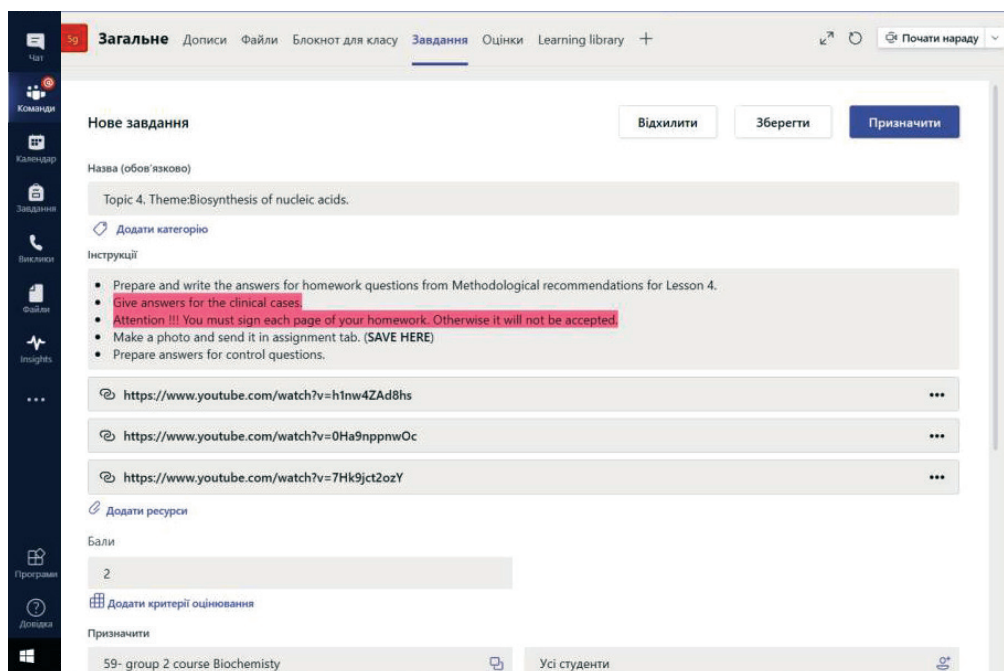 5g Загальне Дописи Файли Блокнот для класу Завдання Оцінки Learning library
Почати нараду
Чат
Команди
Календар
Завдання
Виклики
Файли
Insights
Програми
Довідка
Нове завдання
Відхилити Зберегти Призначити
Назва (обов'язково)
Topic 4. Theme:Biosynthesis of nucleic acids.
Додати категорію
Інструкції
• Prepare and write the answers for homework questions from Methodological recommendations for Lesson 4.
• Give answers for the clinical cases.
• Attention !!! You must sign each page of your homework. Otherwise it will not be accepted.
• Make a photo and send it in assignment tab. (SAVE HERE)
• Prepare answers for control questions.
https://www.youtube.com/watch?v=h1nw4ZAd8hs
https://www.youtube.com/watch?v=0Ha9nppnwOc
https://www.youtube.com/watch?v=7Hk9jct2ozY
Додати ресурси
Бали
2
Додати критерії оцінювання
Призначити
59- group 2 course Biochemisty Усі студенти